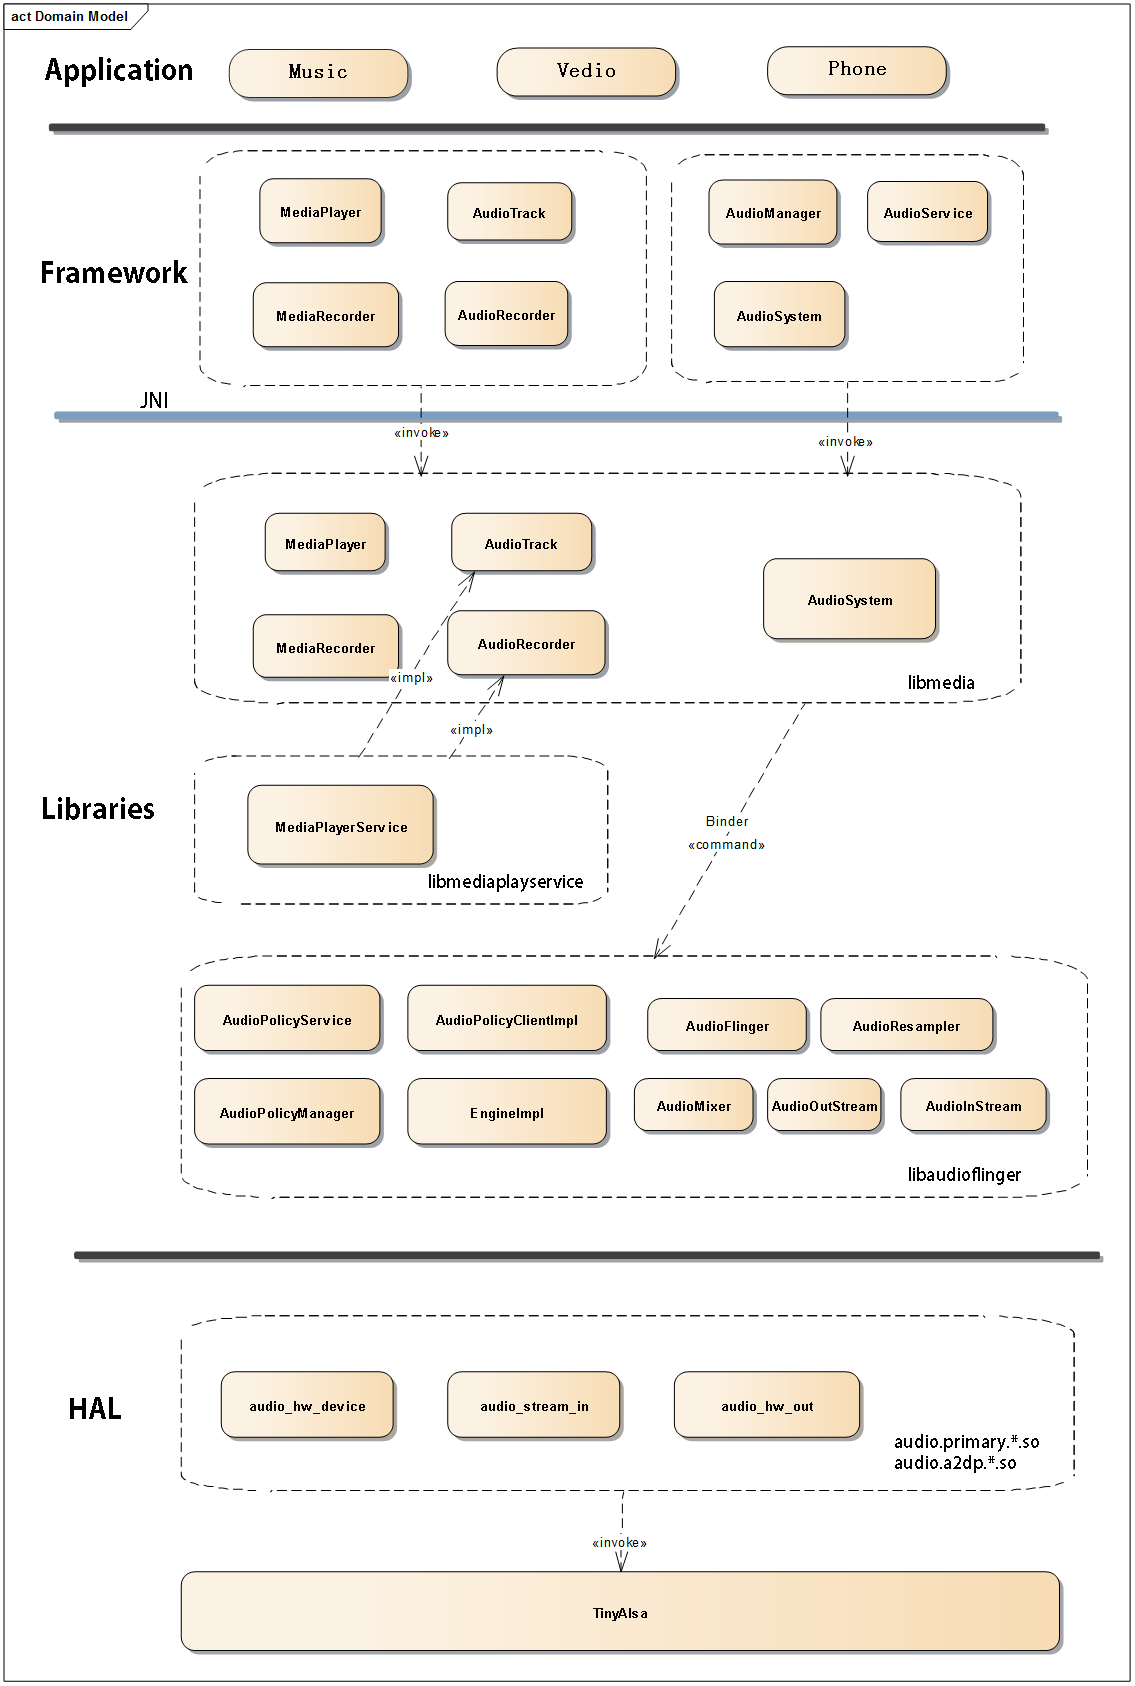 act Domain Model
Application
Music
Vedio
Phone
MediaPlayer
AudioTrack
AudioManager
AudioService
Framework
MediaRecorder
AudioRecorder
AudioSystem
JNI
«invoke»
«invoke»
MediaPlayer
AudioTrack
AudioSystem
MediaRecorder
AudioRecorder
«impl»
libmedia
«impl»
Libraries
MediaPlayerService
Binder
«command»
libmediaplayservice
AudioPolicyService
AudioPolicyClientImpl
AudioFlinger
AudioResampler
AudioPolicyManager
EngineImpl
AudioMixer
AudioOutStream
AudioInStream
libaudioflinger
HAL
audio_hw_device
audio_stream_in
audio_hw_out
audio.primary.*.so
audio.a2dp.*.so
«invoke»
TinyAlsa